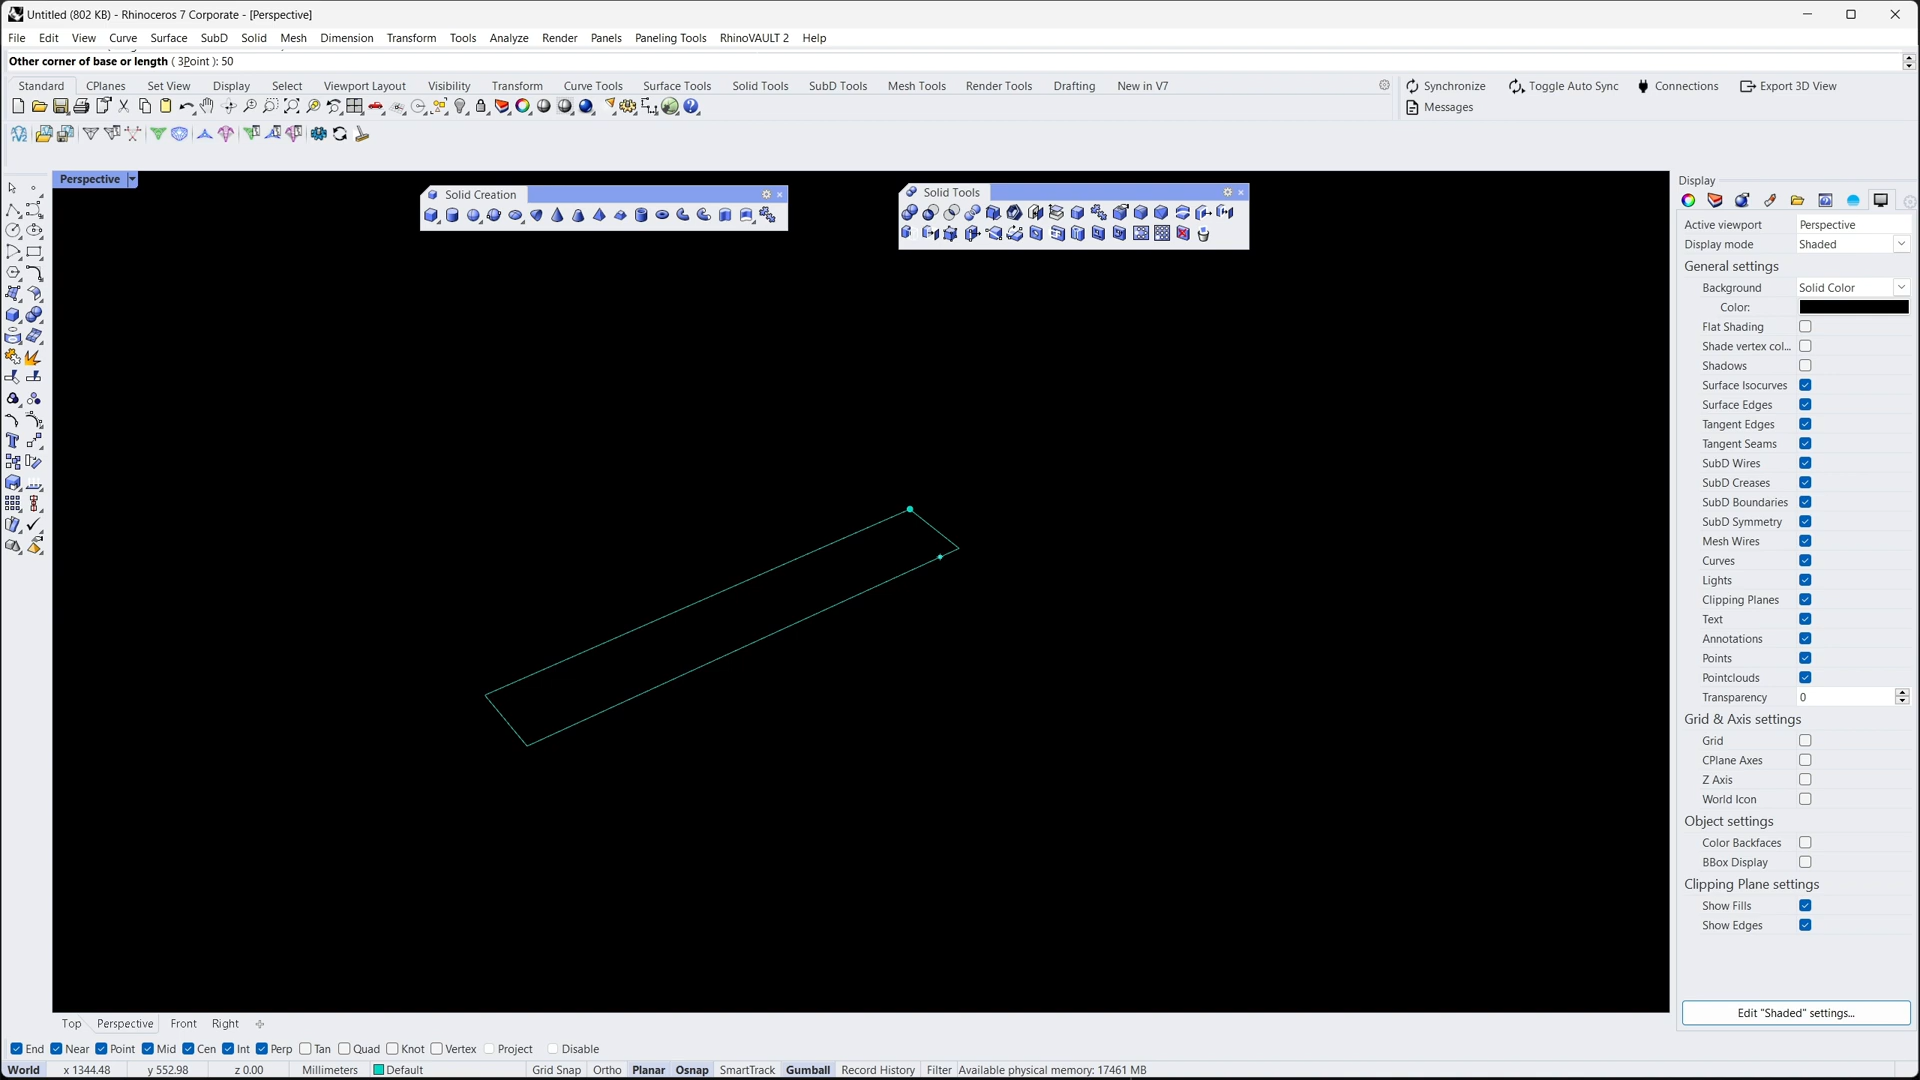 Untitled (802 KB) - Rhinoceros 7 Corporate - [Perspective]
File Edit View Curve Surface SubD Solid Mesh Dimension Transform Tools Analyze Render Panels Paneling Tools RhinoVAULT 2 Help
Other corner of base or length ( 3Point ): 50
Standard CPlanes Set View Display Select Viewport Layout Visibility Transform Curve Tools Surface Tools Solid Tools SubD Tools Mesh Tools Render Tools Drafting New in V7
Synchronize Toggle Auto Sync Connections Export 3D View
Messages
Perspective
Solid Creation
Solid Tools
Display
Active viewport Perspective
Display mode Shaded
General settings
Background Solid Color
Color:
Flat Shading
Shade vertex col...
Shadows
Surface Isocurves
Surface Edges
Tangent Edges
Tangent Seams
SubD Wires
SubD Creases
SubD Boundaries
SubD Symmetry
Mesh Wires
Curves
Lights
Clipping Planes
Text
Annotations
Points
Pointclouds
Transparency 0
Grid & Axis settings
Grid
CPlane Axes
Z Axis
World Icon
Object settings
Color Backfaces
BBox Display
Clipping Plane settings
Show Fills
Show Edges
Edit "Shaded" settings...
Top Perspective Front Right
End Near Point Mid Cen Int Perp Tan Quad Knot Vertex Project Disable
World x 1344.48 y 552.98 z 0.00 Millimeters Default Grid Snap Ortho Planar Osnap SmartTrack Gumball Record History Filter Available physical memory: 17461 MB